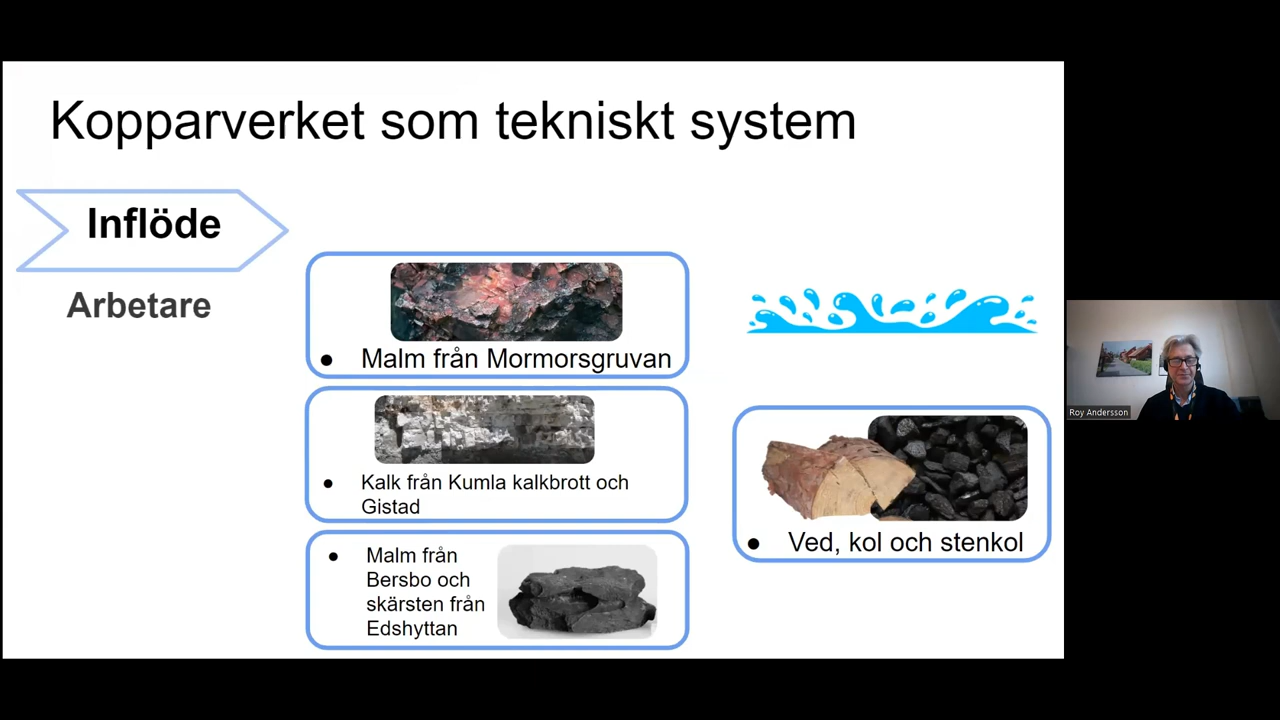 Kopparverket som tekniskt system
Inflöde
Arbetare
● Malm från Mormorsgruvan
● Kalk från Kumla kalkbrott och
Gistad
● Malm från
Bersbo och
skärsten från
Edshyttan
● Ved, kol och stenkol
Roy Andersson